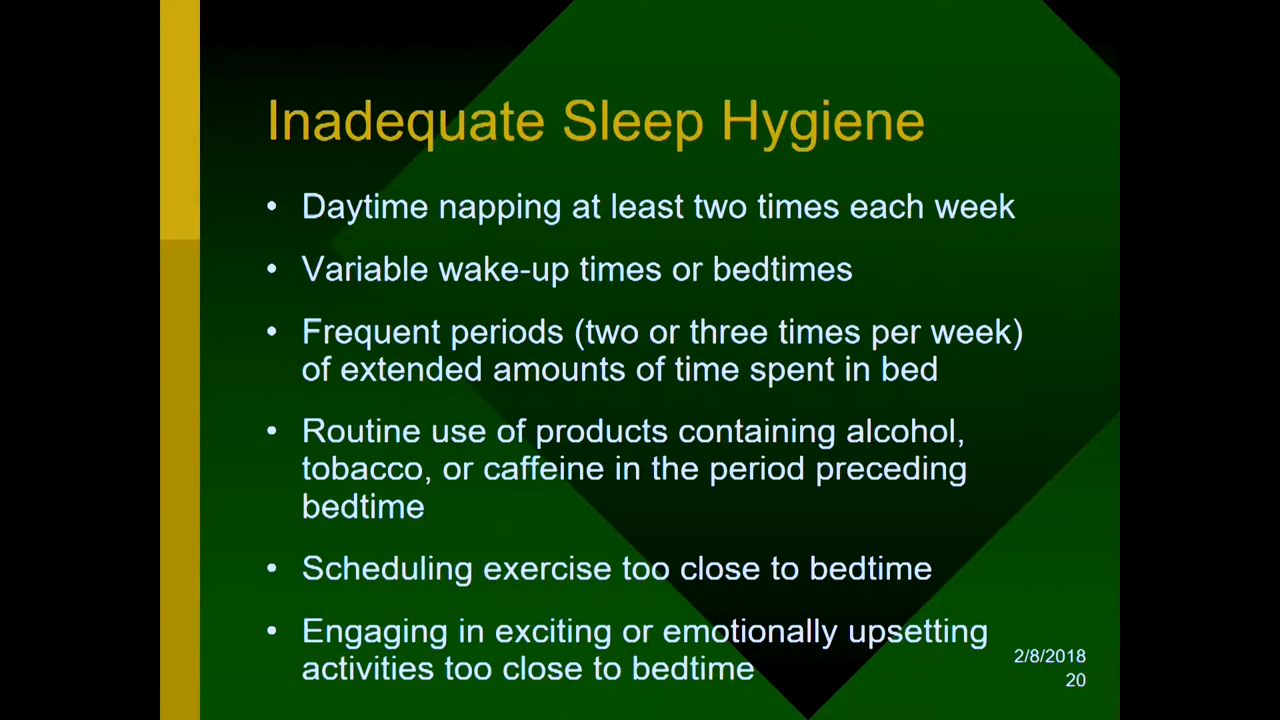 Inadequate Sleep Hygiene
• Daytime napping at least two times each week
• Variable wake-up times or bedtimes
• Frequent periods (two or three times per week)
of extended amounts of time spent in bed
• Routine use of products containing alcohol,
tobacco, or caffeine in the period preceding
bedtime
• Scheduling exercise too close to bedtime
• Engaging in exciting or emotionally upsetting
activities too close to bedtime
2/8/2018
20